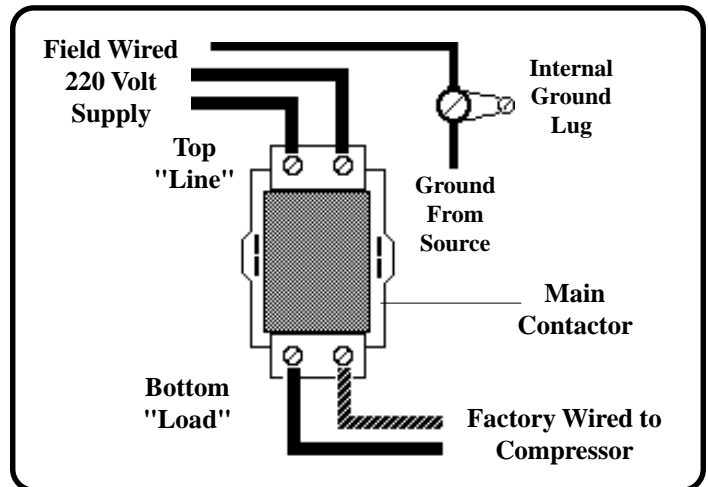 Field Wired
220 Volt
Supply
Internal
Ground
Lug
Top
"Line"
Ground
From
Source
Main
Contactor
Bottom
"Load"
Factory Wired to
Compressor